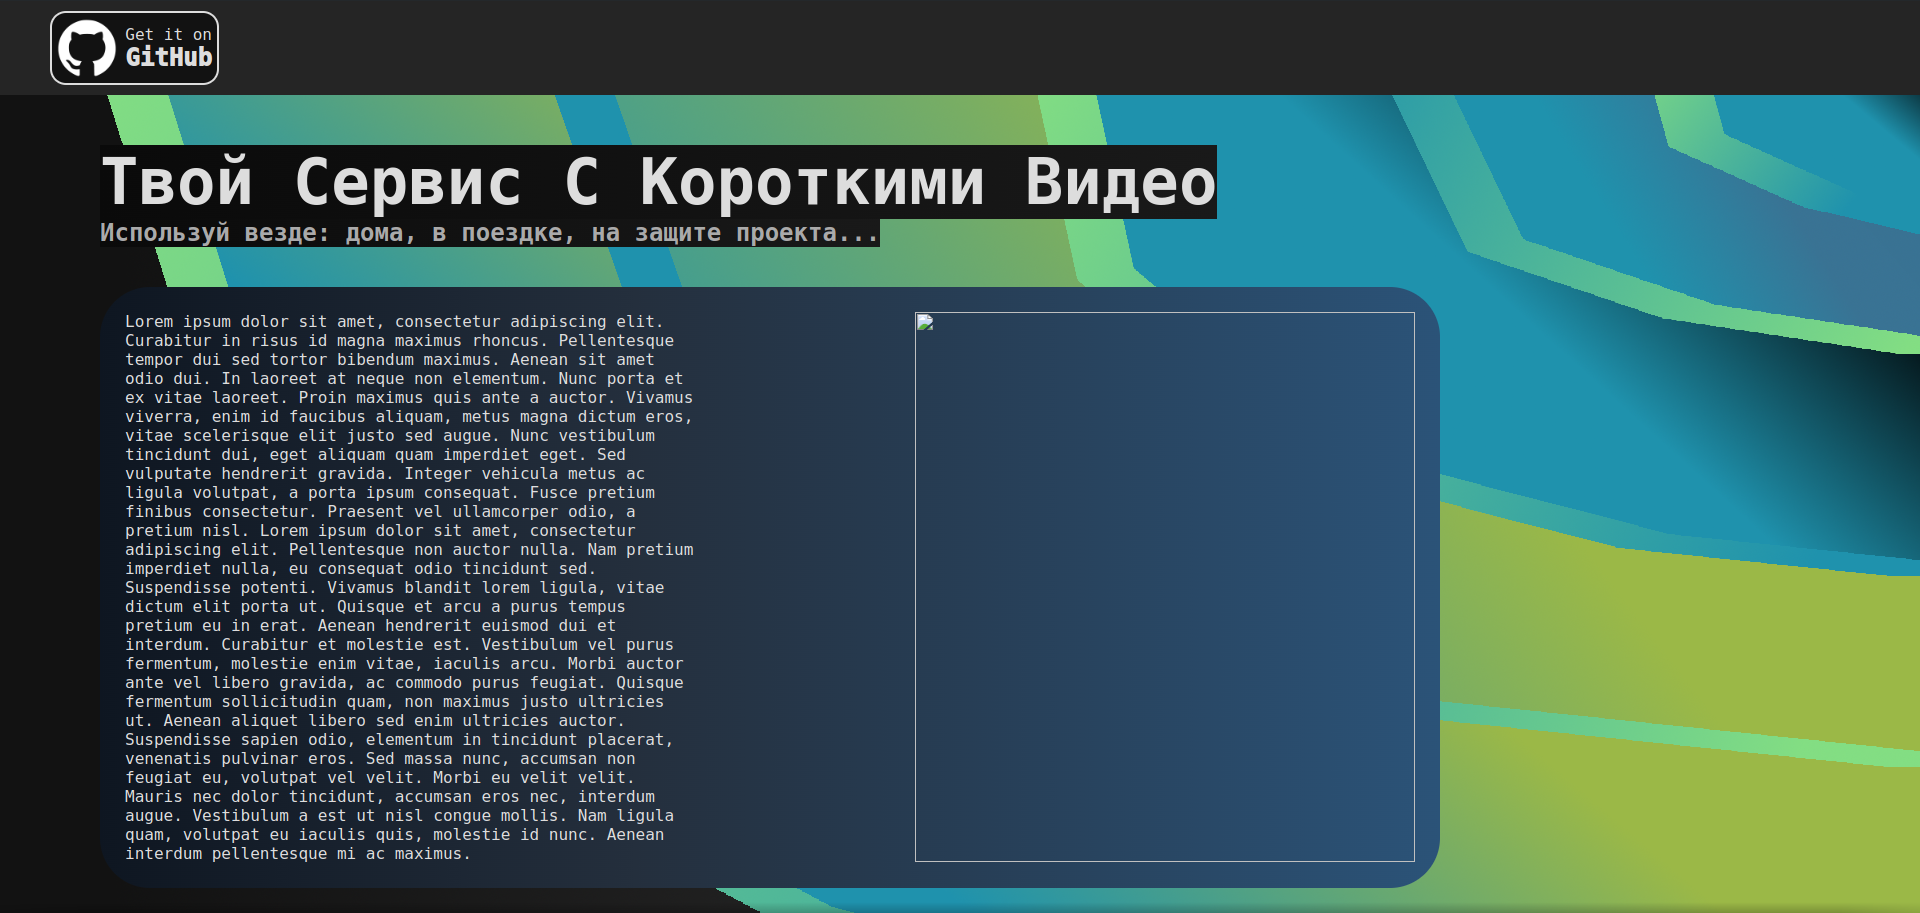 Get it on
GitHub
Твой Сервис С Короткими Видео
Используй везде: дома, в поездке, на защите проекта...
Lorem ipsum dolor sit amet, consectetur adipiscing elit.
Curabitur in risus id magna maximus rhoncus. Pellentesque
tempor dui sed tortor bibendum maximus. Aenean sit amet
odio dui. In laoreet at neque non elementum. Nunc porta et
ex vitae laoreet. Proin maximus quis ante a auctor. Vivamus
viverra, enim id faucibus aliquam, metus magna dictum eros,
vitae scelerisque elit justo sed augue. Nunc vestibulum
tincidunt dui, eget aliquam quam imperdiet eget. Sed
vulputate hendrerit gravida. Integer vehicula metus ac
ligula volutpat, a porta ipsum consequat. Fusce pretium
finibus consectetur. Praesent vel ullamcorper odio, a
pretium nisl. Lorem ipsum dolor sit amet, consectetur
adipiscing elit. Pellentesque non auctor nulla. Nam pretium
imperdiet nulla, eu consequat odio tincidunt sed.
Suspendisse potenti. Vivamus blandit lorem ligula, vitae
dictum elit porta ut. Quisque et arcu a purus tempus
pretium eu in erat. Aenean hendrerit euismod dui et
interdum. Curabitur et molestie est. Vestibulum vel purus
fermentum, molestie enim vitae, iaculis arcu. Morbi auctor
ante vel libero gravida, ac commodo purus feugiat. Quisque
fermentum sollicitudin quam, non maximus justo ultricies
ut. Aenean aliquet libero sed enim ultricies auctor.
Suspendisse sapien odio, elementum in tincidunt placerat,
venenatis pulvinar eros. Sed massa nunc, accumsan non
feugiat eu, volutpat vel velit. Morbi eu velit velit.
Mauris nec dolor tincidunt, accumsan eros nec, interdum
augue. Vestibulum a est ut nisl congue mollis. Nam ligula
quam, volutpat eu iaculis quis, molestie id nunc. Aenean
interdum pellentesque mi ac maximus.